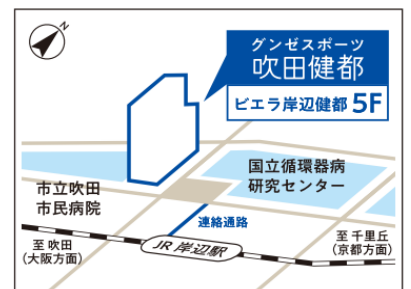 N
グンゼスポーツ
吹田健都
ビエラ岸辺健都 5F
国立循環器病
研究センター
市立吹田
市民病院
連絡通路
JR 岸辺駅
至 吹田
(大阪方面)
至 千里丘
(京都方面)